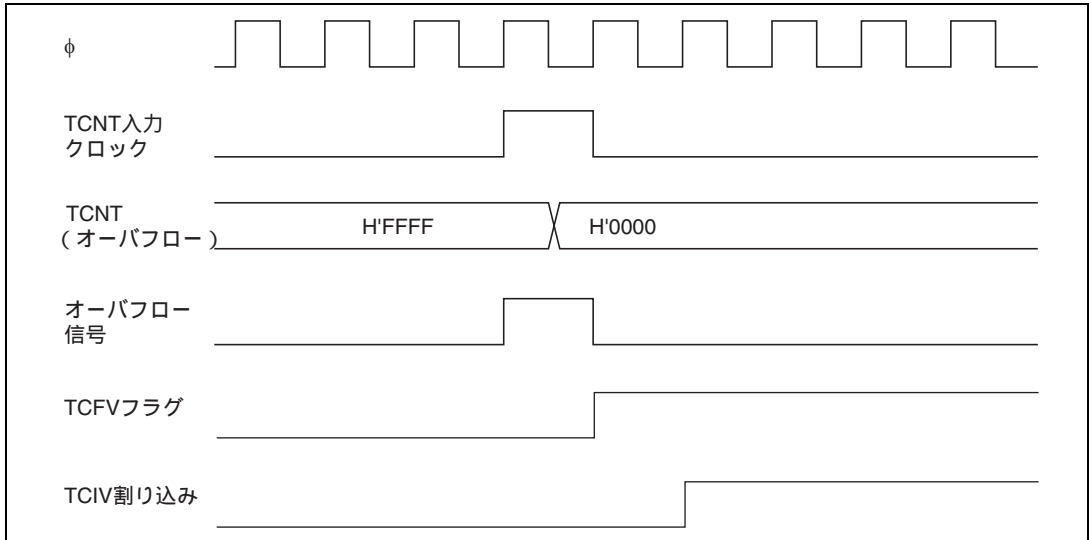 φ
TCNT入力
クロック
TCNT
(オーバフロー)
H'FFFF
H'0000
オーバフロー
信号
TCFVフラグ
TCIV割り込み